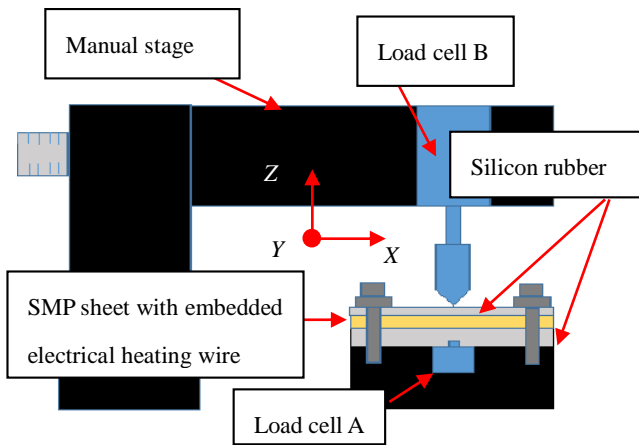 Manual stage
Load cell B
Silicon rubber
Z
Y
X
SMP sheet with embedded
electrical heating wire
Load cell A